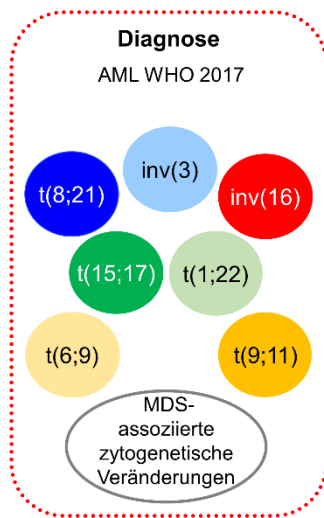 Diagnose
AML WHO 2017
inv(3)
t(8;21)
inv(16)
t(15;17)
t(1;22)
t(6;9)
t(9;11)
MDS-
assoziierte
zytogenetische
Veränderungen